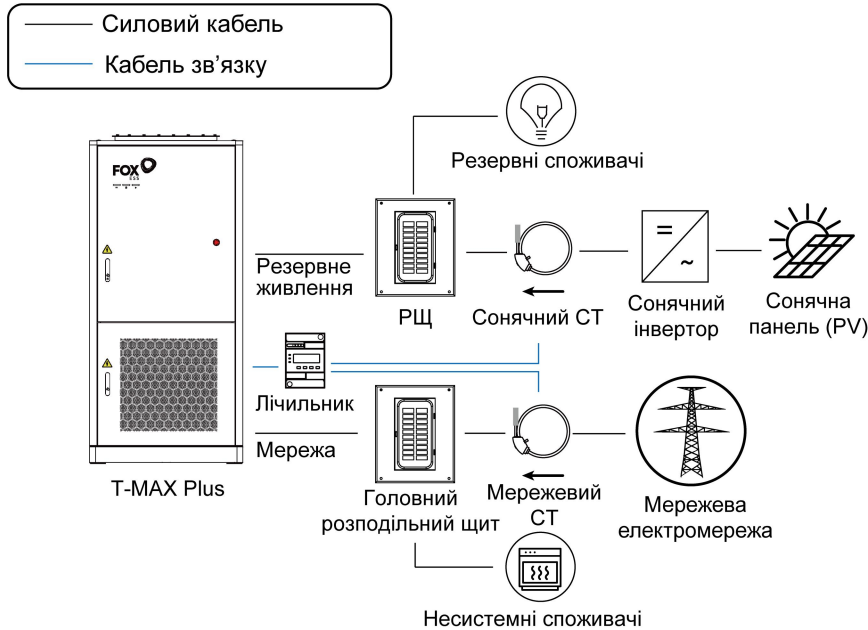 Силовий кабель
Кабель зв’язку
FOX
ESS
Резервні споживачі
Резервне
живлення
РЩ
Сонячний СТ
Сонячний
інвертор
Сонячна
панель (PV)
Лічильник
Мережа
T-MAX Plus
Головний
розподільний щит
Мережевий
СТ
Мережева
електромережа
Несистемні споживачі